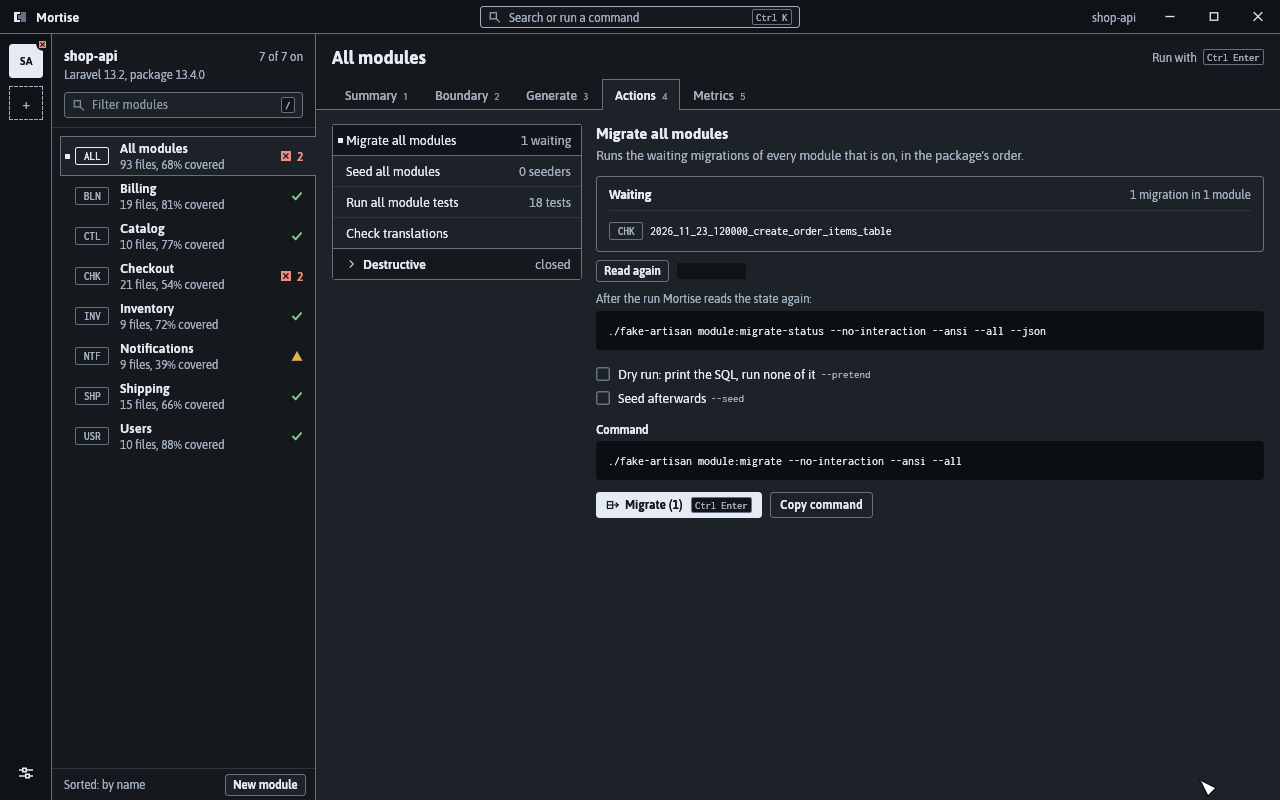 Mortise
Search or run a command
Ctrl K
shop-api
SA
+
shop-api
7 of 7 on
Laravel 13.2, package 13.4.0
Filter modules
/
ALL
All modules
93 files, 68% covered
2
BLN
Billing
19 files, 81% covered
CTL
Catalog
10 files, 77% covered
CHK
Checkout
21 files, 54% covered
2
INV
Inventory
9 files, 72% covered
NTF
Notifications
9 files, 39% covered
SHP
Shipping
15 files, 66% covered
USR
Users
10 files, 88% covered
Sorted: by name
New module
All modules
Run with
Ctrl Enter
Summary 1
Boundary 2
Generate 3
Actions 4
Metrics 5
Migrate all modules
1 waiting
Seed all modules
0 seeders
Run all module tests
18 tests
Check translations
Destructive
closed
Migrate all modules
Runs the waiting migrations of every module that is on, in the package's order.
Waiting
1 migration in 1 module
CHK
2026_11_23_120000_create_order_items_table
Read again
After the run Mortise reads the state again:
./fake-artisan module:migrate-status --no-interaction --ansi --all --json
Dry run: print the SQL, run none of it --pretend
Seed afterwards --seed
Command
./fake-artisan module:migrate --no-interaction --ansi --all
Migrate (1)
Ctrl Enter
Copy command